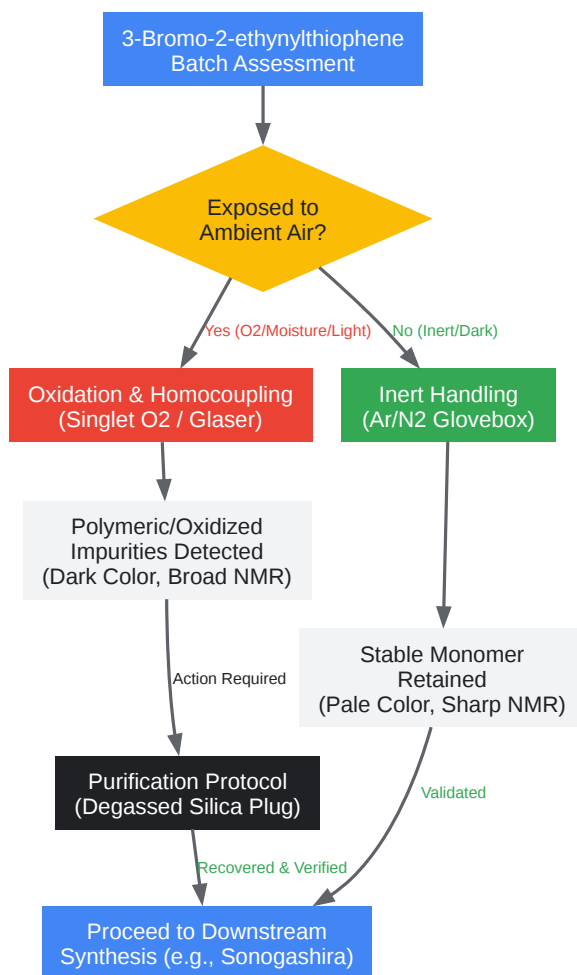 3-Bromo-2-ethynylthiophene
Batch Assessment
Exposed to
Ambient Air?
Yes (O2/Moisture/Light)
No (Inert/Dark)
Oxidation & Homocoupling
(Singlet O2 / Glaser)
Inert Handling
(Ar/N2 Glovebox)
Polymeric/Oxidized
Impurities Detected
(Dark Color, Broad NMR)
Stable Monomer
Retained
(Pale Color, Sharp NMR)
Action Required
Purification Protocol
(Degassed Silica Plug)
Validated
Recovered & Verified
Proceed to Downstream
Synthesis (e.g., Sonogashira)